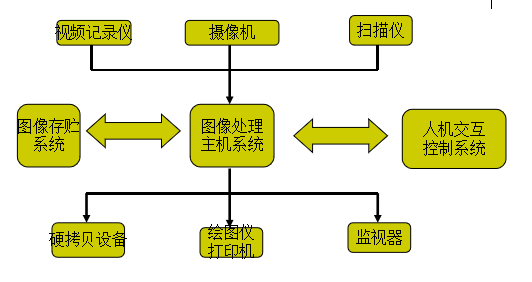 视频记录仪
摄像机
扫描仪
图像存贮
系统
图像处理
主机系统
人机交互
控制系统
硬拷贝设备
绘图仪
打印机
监视器